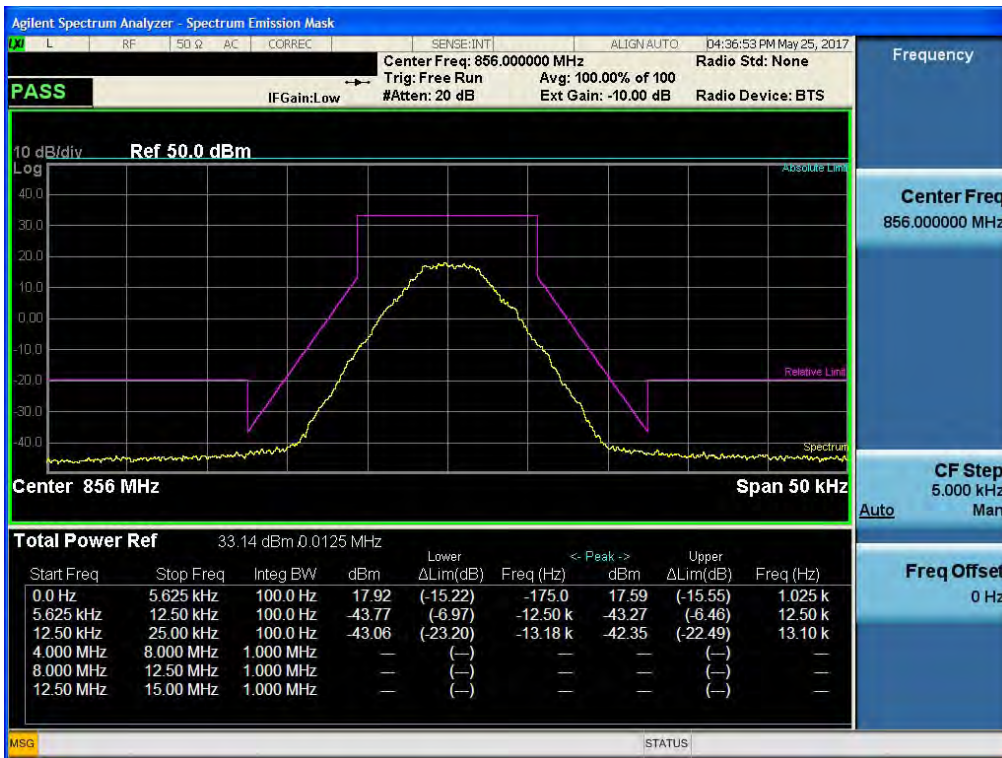 Agilent Spectrum Analyzer - Spectrum Emission Mask
LXI L RF 50 Ω AC CORREC SENSE:INT ALIGN AUTO 04:36:53 PM May 25, 2017
Center Freq: 856.000000 MHz Radio Std: None
Trig: Free Run Avg: 100.00% of 100
PASS IFGain:Low #Atten: 20 dB Ext Gain: -10.00 dB Radio Device: BTS
10 dB/div Ref 50.0 dBm
Log
Absolute Limit
40.0
30.0
20.0
10.0
0.00
-10.0
-20.0
Relative Limit
-30.0
-40.0
Spectrum
Center 856 MHz Span 50 kHz
Total Power Ref 33.14 dBm / 0.0125 MHz
Lower <- Peak -> Upper
Start Freq Stop Freq Integ BW dBm ΔLim(dB) Freq (Hz) dBm ΔLim(dB) Freq (Hz)
0.0 Hz 5.625 kHz 100.0 Hz 17.92 (-15.22) -175.0 17.59 (-15.55) 1.025 k
5.625 kHz 12.50 kHz 100.0 Hz -43.77 (-6.97) -12.50 k -43.27 (-6.46) 12.50 k
12.50 kHz 25.00 kHz 100.0 Hz -43.06 (-23.20) -13.18 k -42.35 (-22.49) 13.10 k
4.000 MHz 8.000 MHz 1.000 MHz --- (---) --- --- (---) ---
8.000 MHz 12.50 MHz 1.000 MHz --- (---) --- --- (---) ---
12.50 MHz 15.00 MHz 1.000 MHz --- (---) --- --- (---) ---
MSG STATUS
Frequency
Center Freq
856.000000 MHz
CF Step
5.000 kHz
Auto Man
Freq Offset
0 Hz